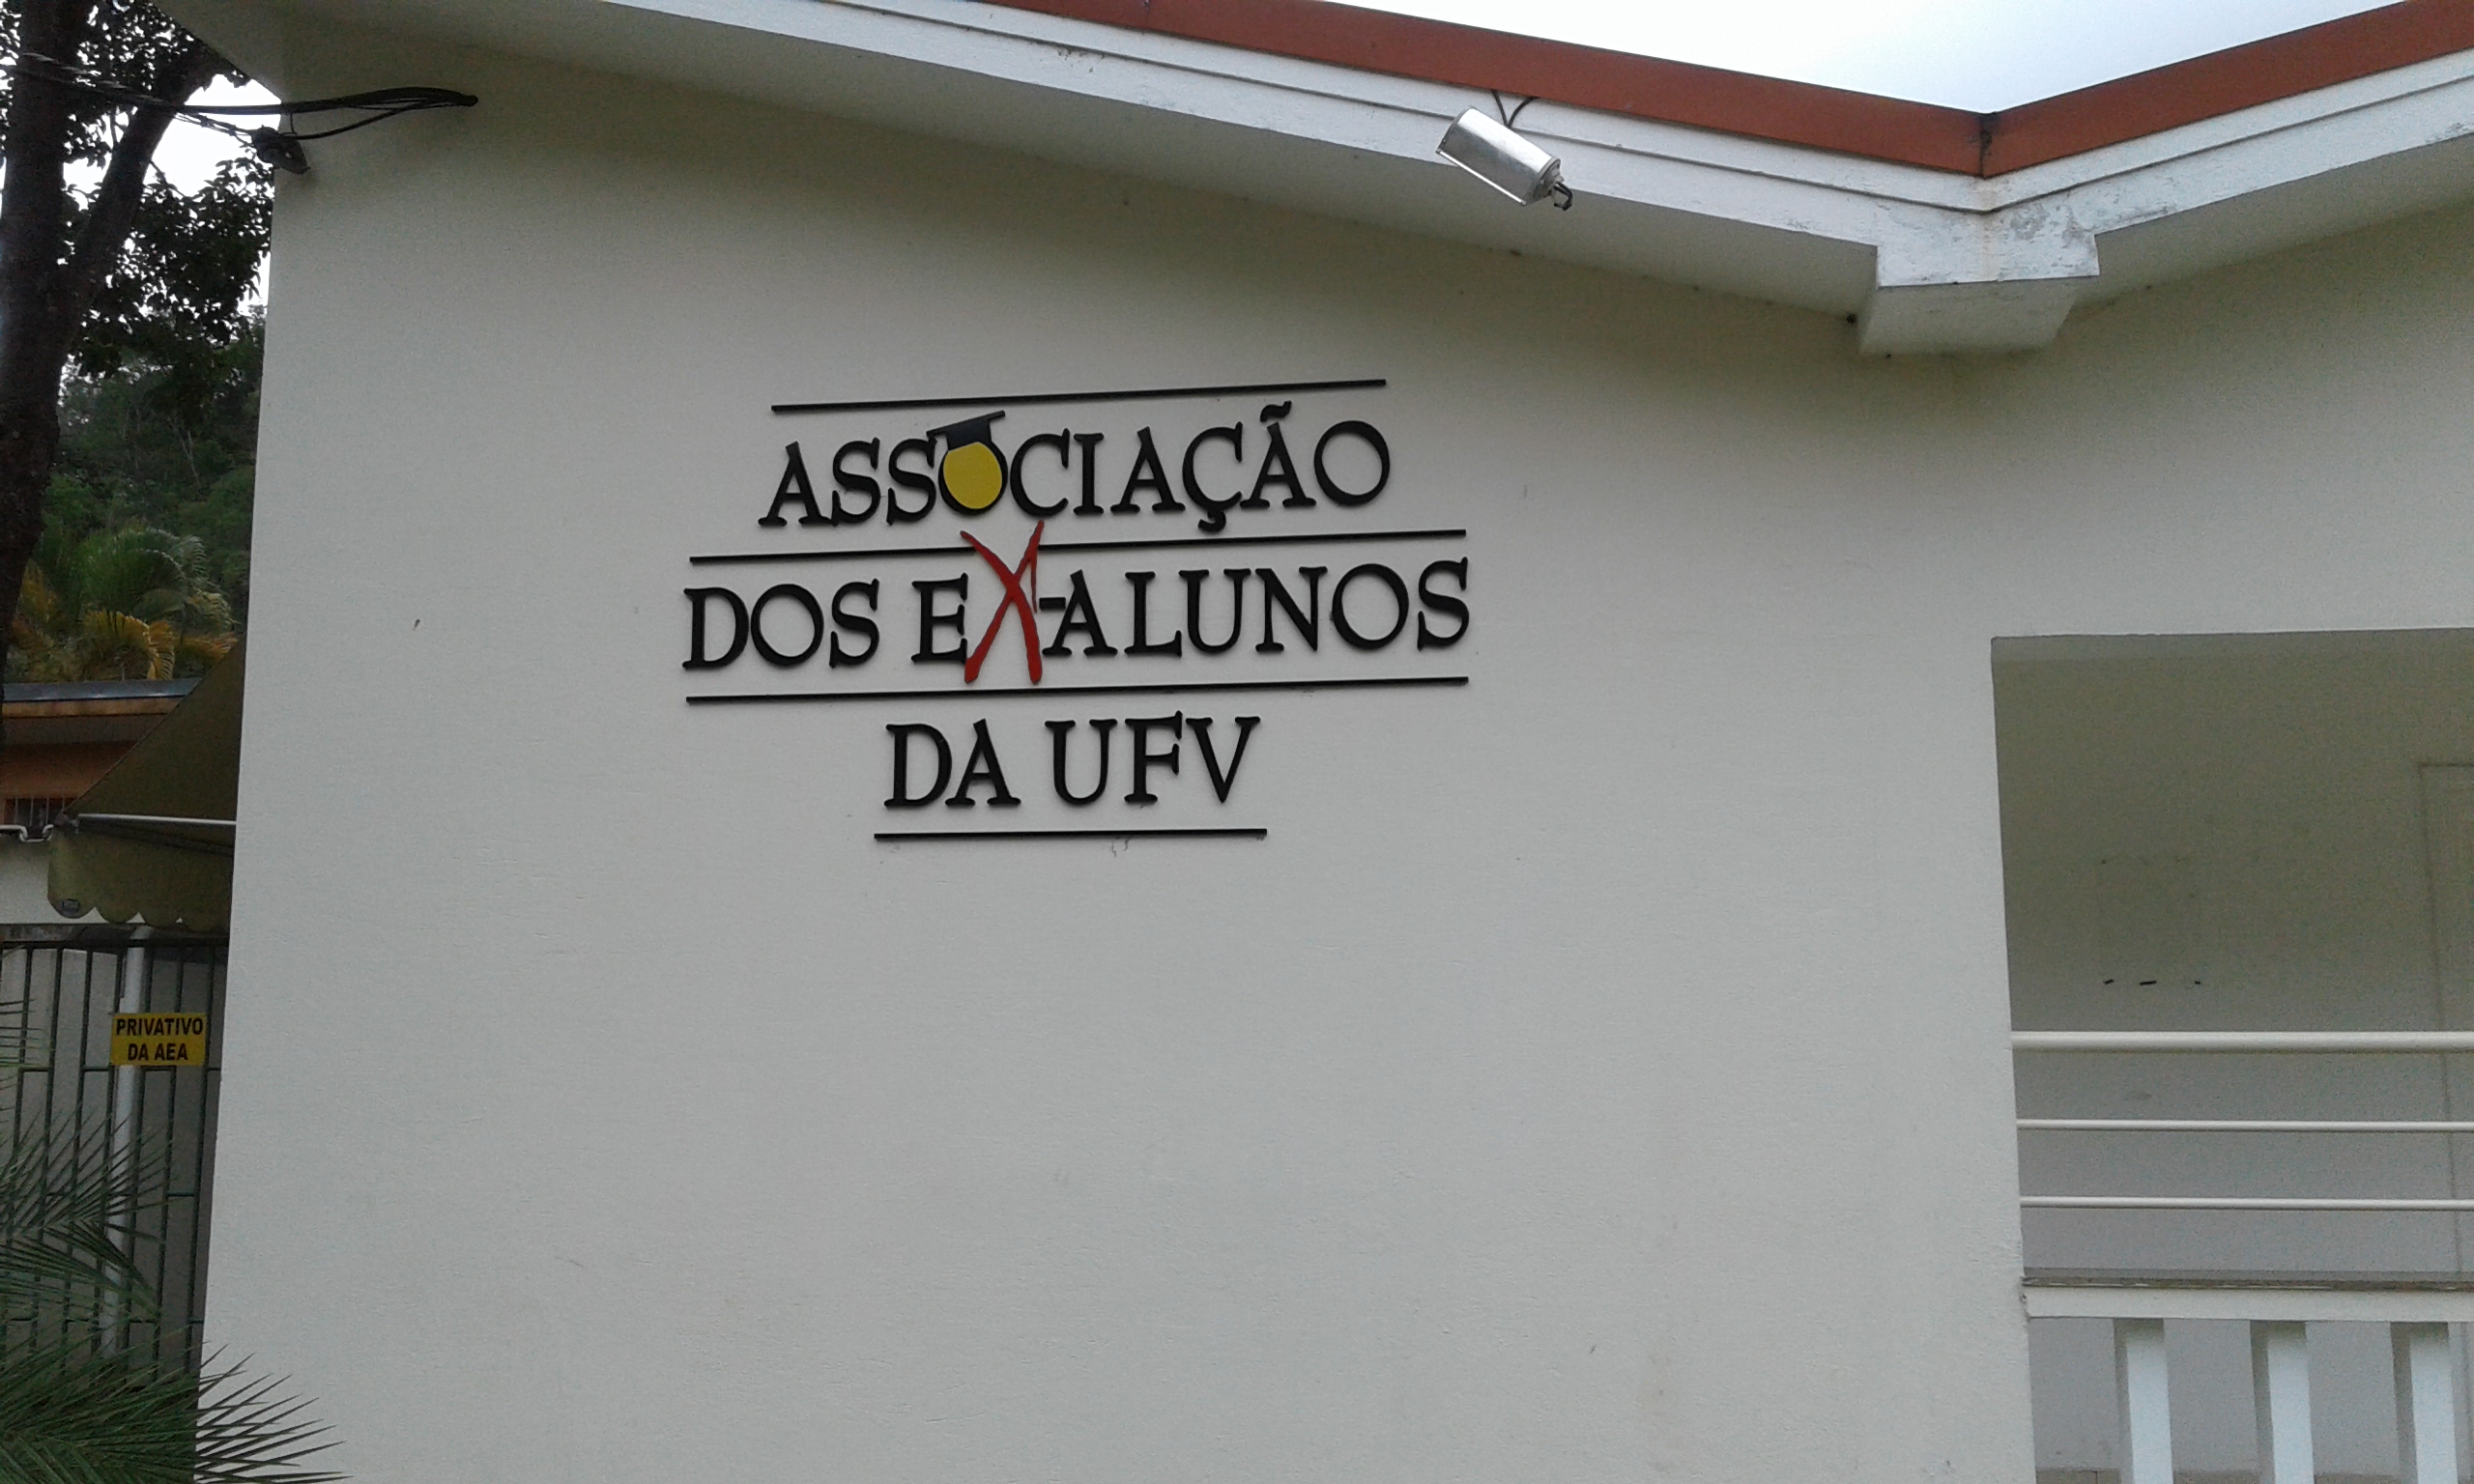 ASSOCIAÇÃO
DOS EX-ALUNOS
DA UFV
PRIVATIVO
DA AEA